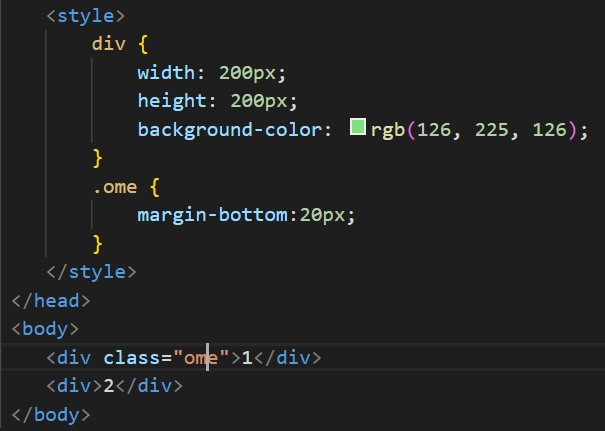 <style>
div {
width: 200px;
height: 200px;
background-color: rgb(126, 225, 126);
}
.ome {
margin-bottom:20px;
}
</style>
</head>
<body>
<div class="ome">1</div>
<div>2</div>
</body>